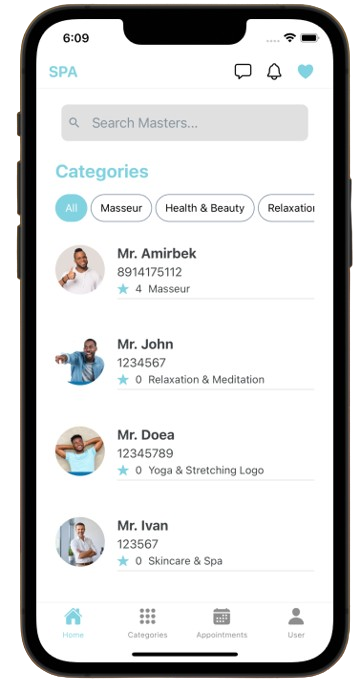 6:09
SPA
Search Masters...
Categories
All Masseur Health & Beauty Relaxation
Mr. Amirbek
8914175112
4 Masseur
Mr. John
1234567
0 Relaxation & Meditation
Mr. Doea
12345789
0 Yoga & Stretching Logo
Mr. Ivan
123567
0 Skincare & Spa
Home Categories Appointments User